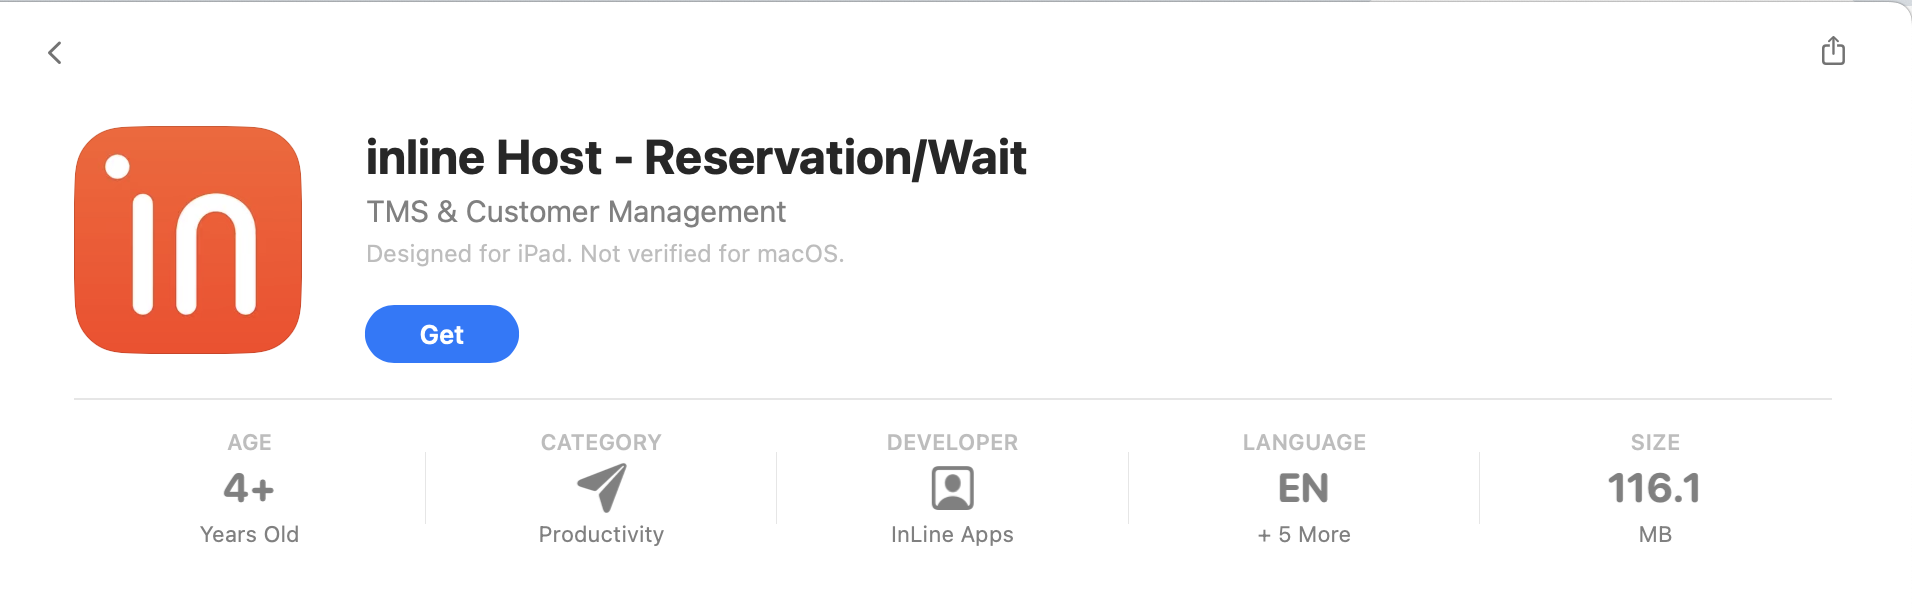 in
inline Host - Reservation/Wait
TMS & Customer Management
Designed for iPad. Not verified for macOS.
Get
AGE
4+
Years Old
CATEGORY
Productivity
DEVELOPER
InLine Apps
LANGUAGE
EN
+ 5 More
SIZE
116.1
MB